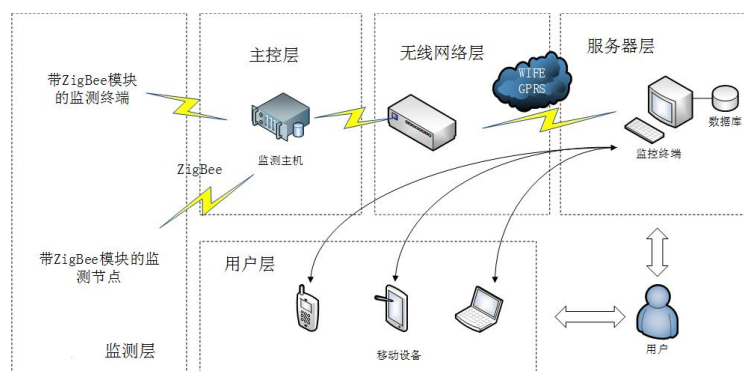 主控层
无线网络层
服务器层
带ZigBee模块
的监测终端
WIFE
GPRS
监测主机
数据库
监控终端
ZigBee
带ZigBee模块的监
测节点
用户层
移动设备
用户
监测层